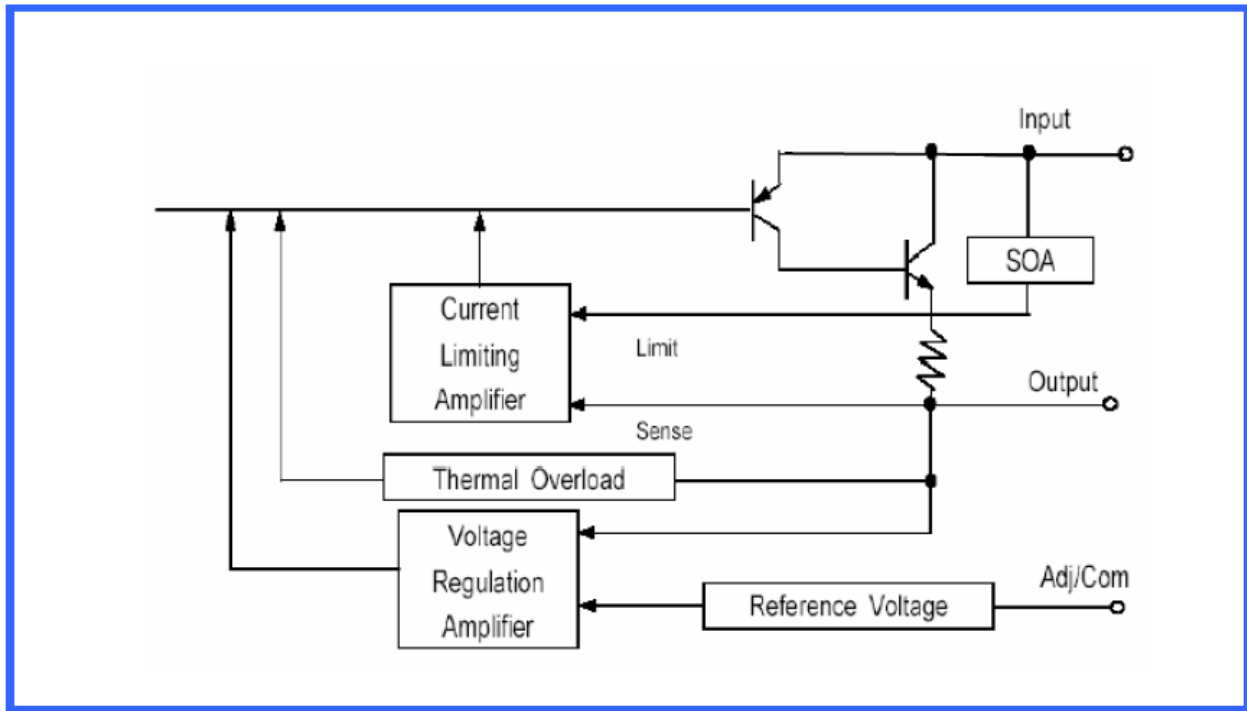 Input
SOA
Current
Limiting
Amplifier
Limit
Output
Sense
Thermal Overload
Voltage
Regulation
Amplifier
Adj/Com
Reference Voltage